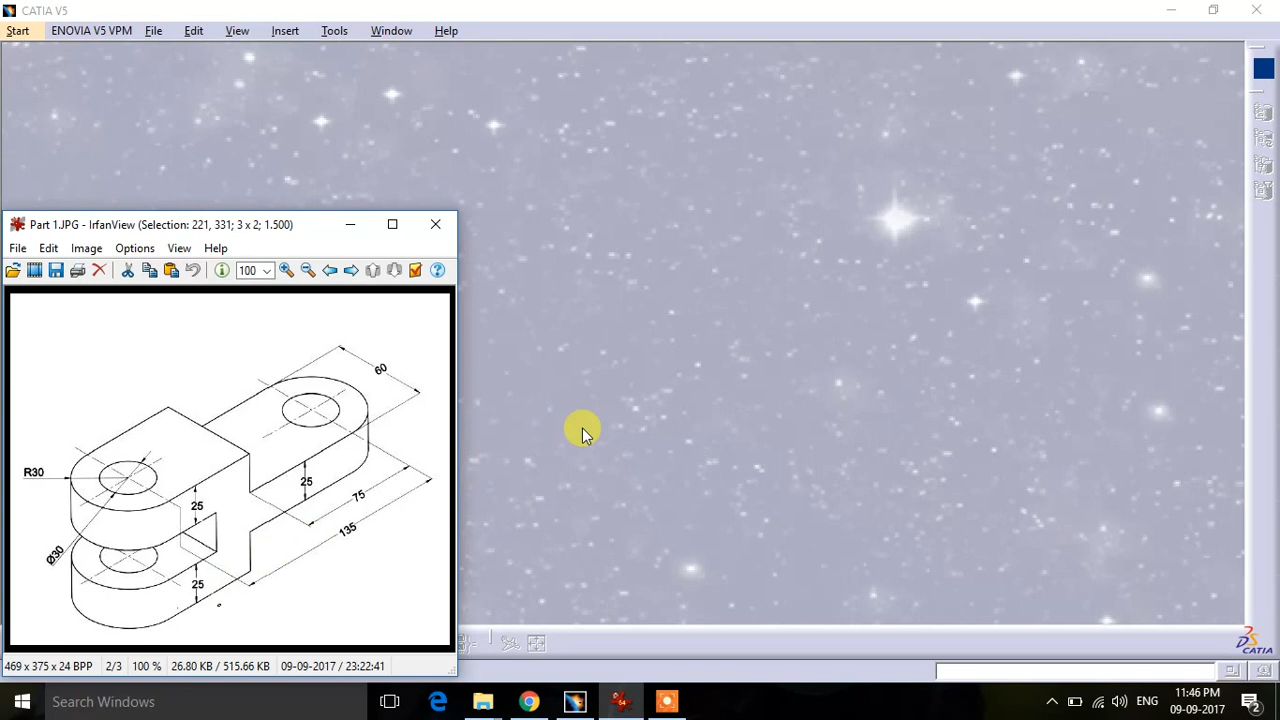 CATIA V5
Start ENOVIA V5 VPM File Edit View Insert Tools Window Help
Part 1.JPG - IrfanView (Selection: 221, 331; 3 x 2; 1.500)
File Edit Image Options View Help
100
60
R30
25
25
75
135
Ø30
25
469 x 375 x 24 BPP 2/3 100 % 26.80 KB / 515.66 KB 09-09-2017 / 23:22:41
CATIA
Search Windows
64
ENG
11:46 PM
09-09-2017
2